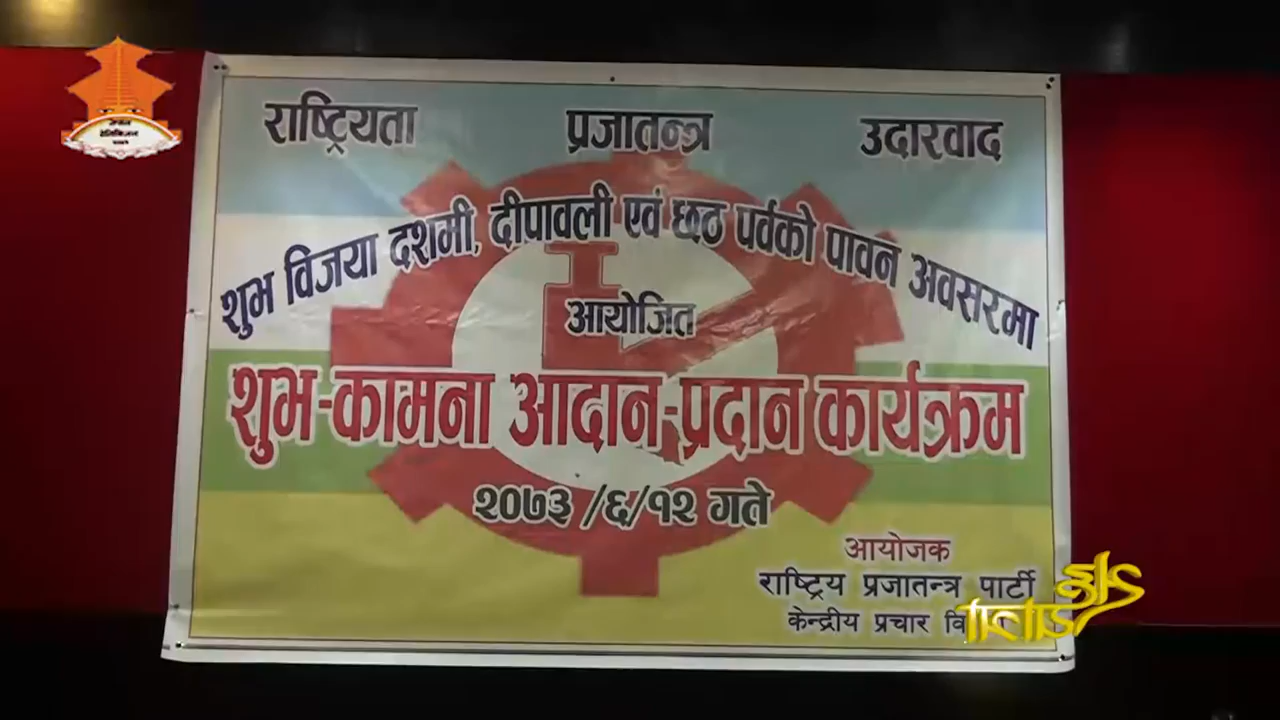 राष्ट्रियता प्रजातन्त्र उदारवाद
शुभ विजया दशमी, दीपावली एवं छठ पर्वको पावन अवसरमा
आयोजित
शुभ-कामना आदान-प्रदान कार्यक्रम
२०७३ /६/१२ गते
आयोजक
राष्ट्रिय प्रजातन्त्र पार्टी
केन्द्रीय प्रचार
नेपाल
टेलिभिजन